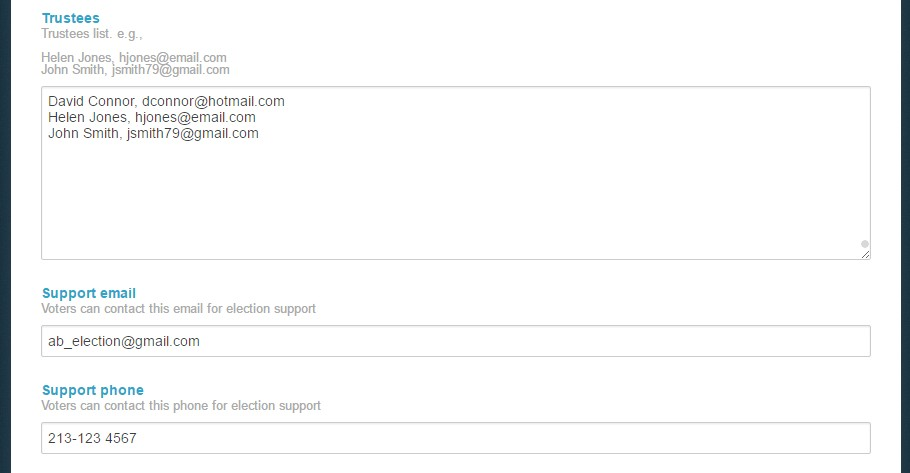 Trustees
Trustees list. e.g.,
Helen Jones, hjones@email.com
John Smith, jsmith79@gmail.com
David Connor, dconnor@hotmail.com
Helen Jones, hjones@email.com
John Smith, jsmith79@gmail.com
Support email
Voters can contact this email for election support
ab_election@gmail.com
Support phone
Voters can contact this phone for election support
213-123 4567